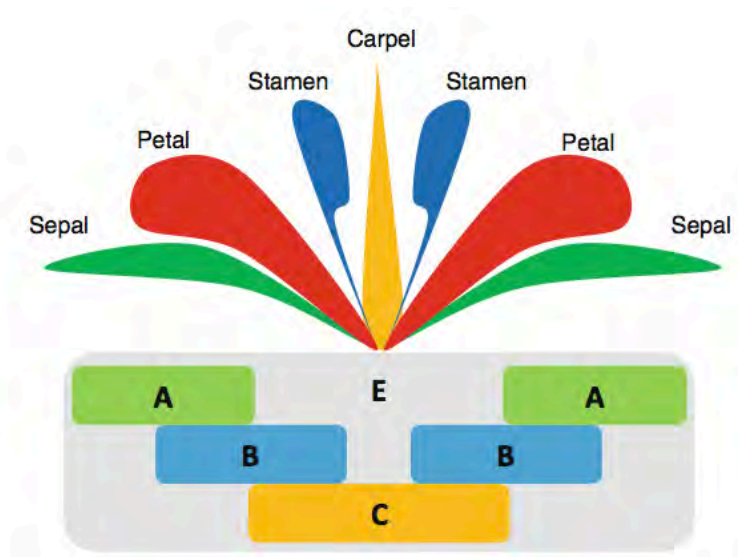 Carpel
Stamen Stamen
Petal Petal
Sepal Sepal
E
A A
B B
C